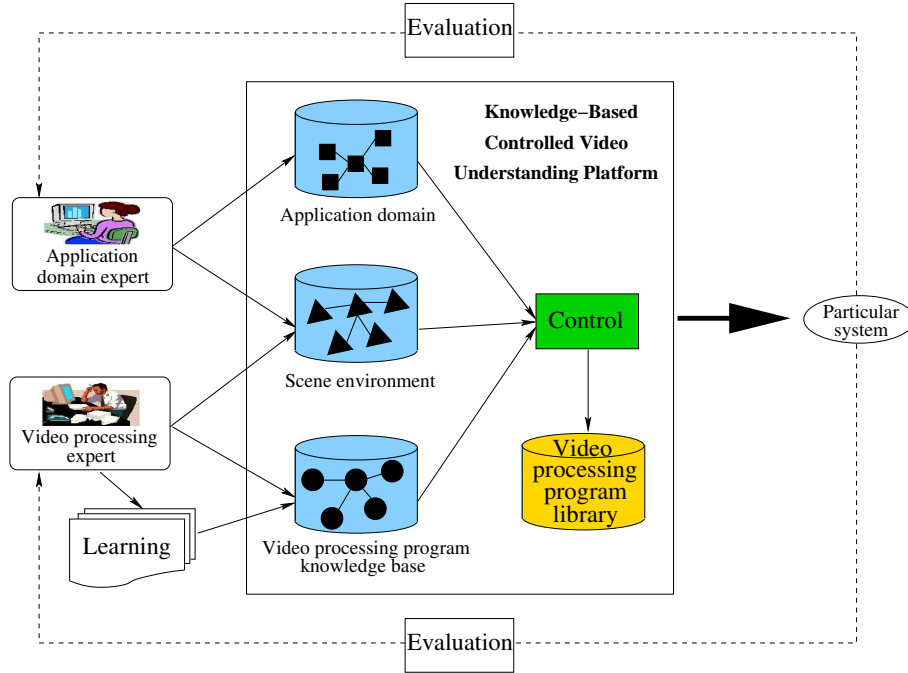 Evaluation
Knowledge–Based
Controlled Video
Understanding Platform
Application domain
Application
domain expert
Scene environment
Control
Particular
system
Video processing
expert
Learning
Video processing program
knowledge base
Video
processing
program
library
Evaluation